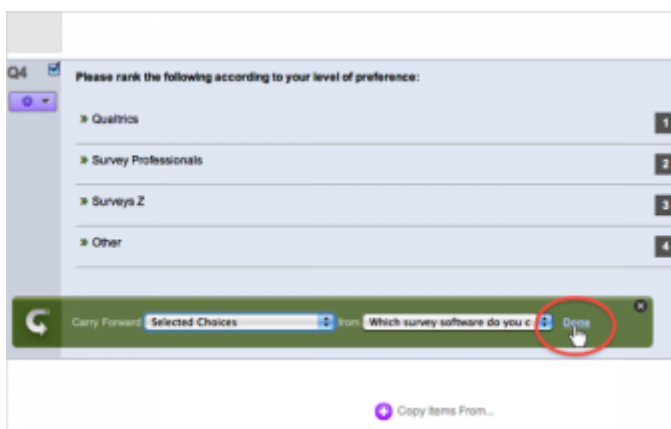 Q4
Please rank the following according to your level of preference:
» Qualtrics 1
» Survey Professionals 2
» Surveys Z 3
» Other 4
Carry Forward Selected Choices from Which survey software do you c Done
Copy Items From...